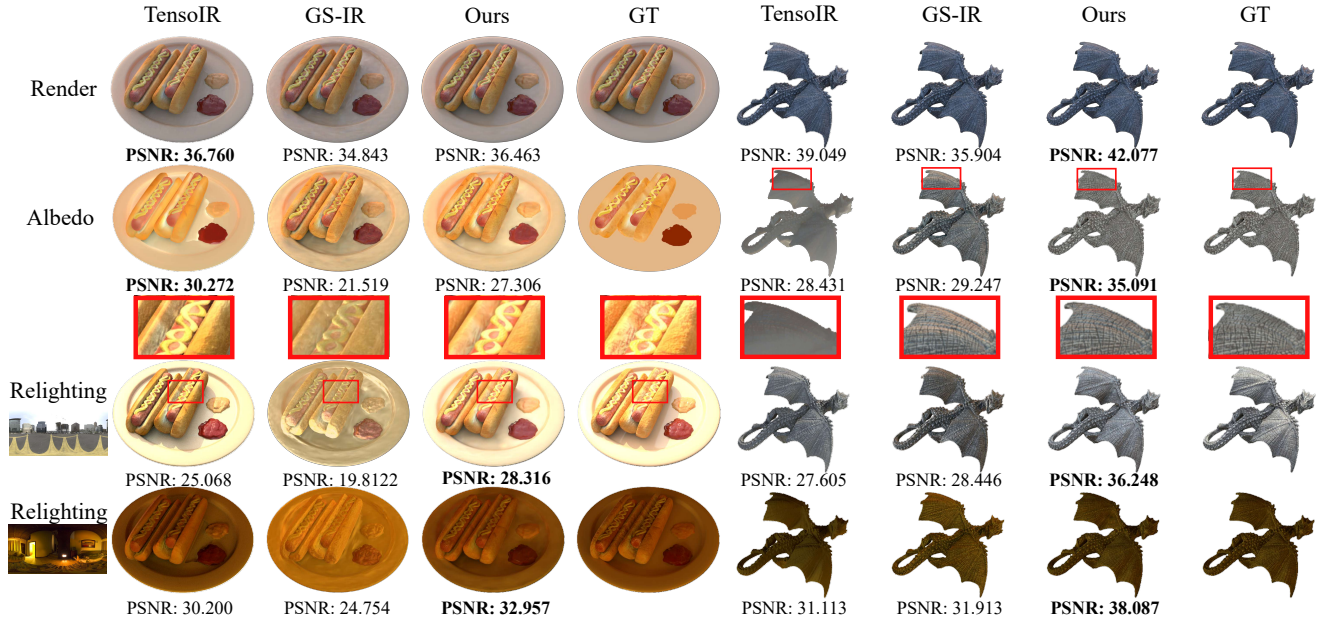 TensoIR GS-IR Ours GT TensoIR GS-IR Ours GT
Render
PSNR: 36.760 PSNR: 34.843 PSNR: 36.463 PSNR: 39.049 PSNR: 35.904 PSNR: 42.077
Albedo
PSNR: 30.272 PSNR: 21.519 PSNR: 27.306 PSNR: 28.431 PSNR: 29.247 PSNR: 35.091
Relighting
PSNR: 25.068 PSNR: 19.8122 PSNR: 28.316 PSNR: 27.605 PSNR: 28.446 PSNR: 36.248
Relighting
PSNR: 30.200 PSNR: 24.754 PSNR: 32.957 PSNR: 31.113 PSNR: 31.913 PSNR: 38.087